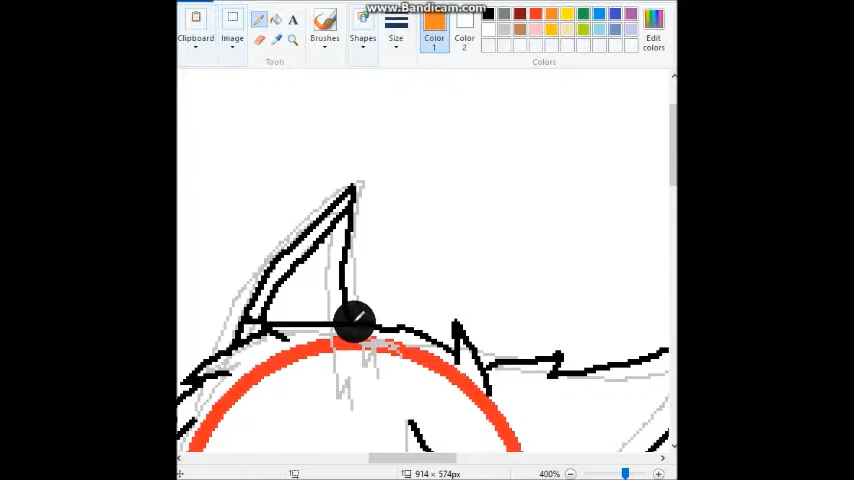 www.Bandicam.com
Clipboard
Image
A
Brushes
Shapes
Size
Color
1
Color
2
Edit
colors
Tools
Colors
914 × 574px
400%